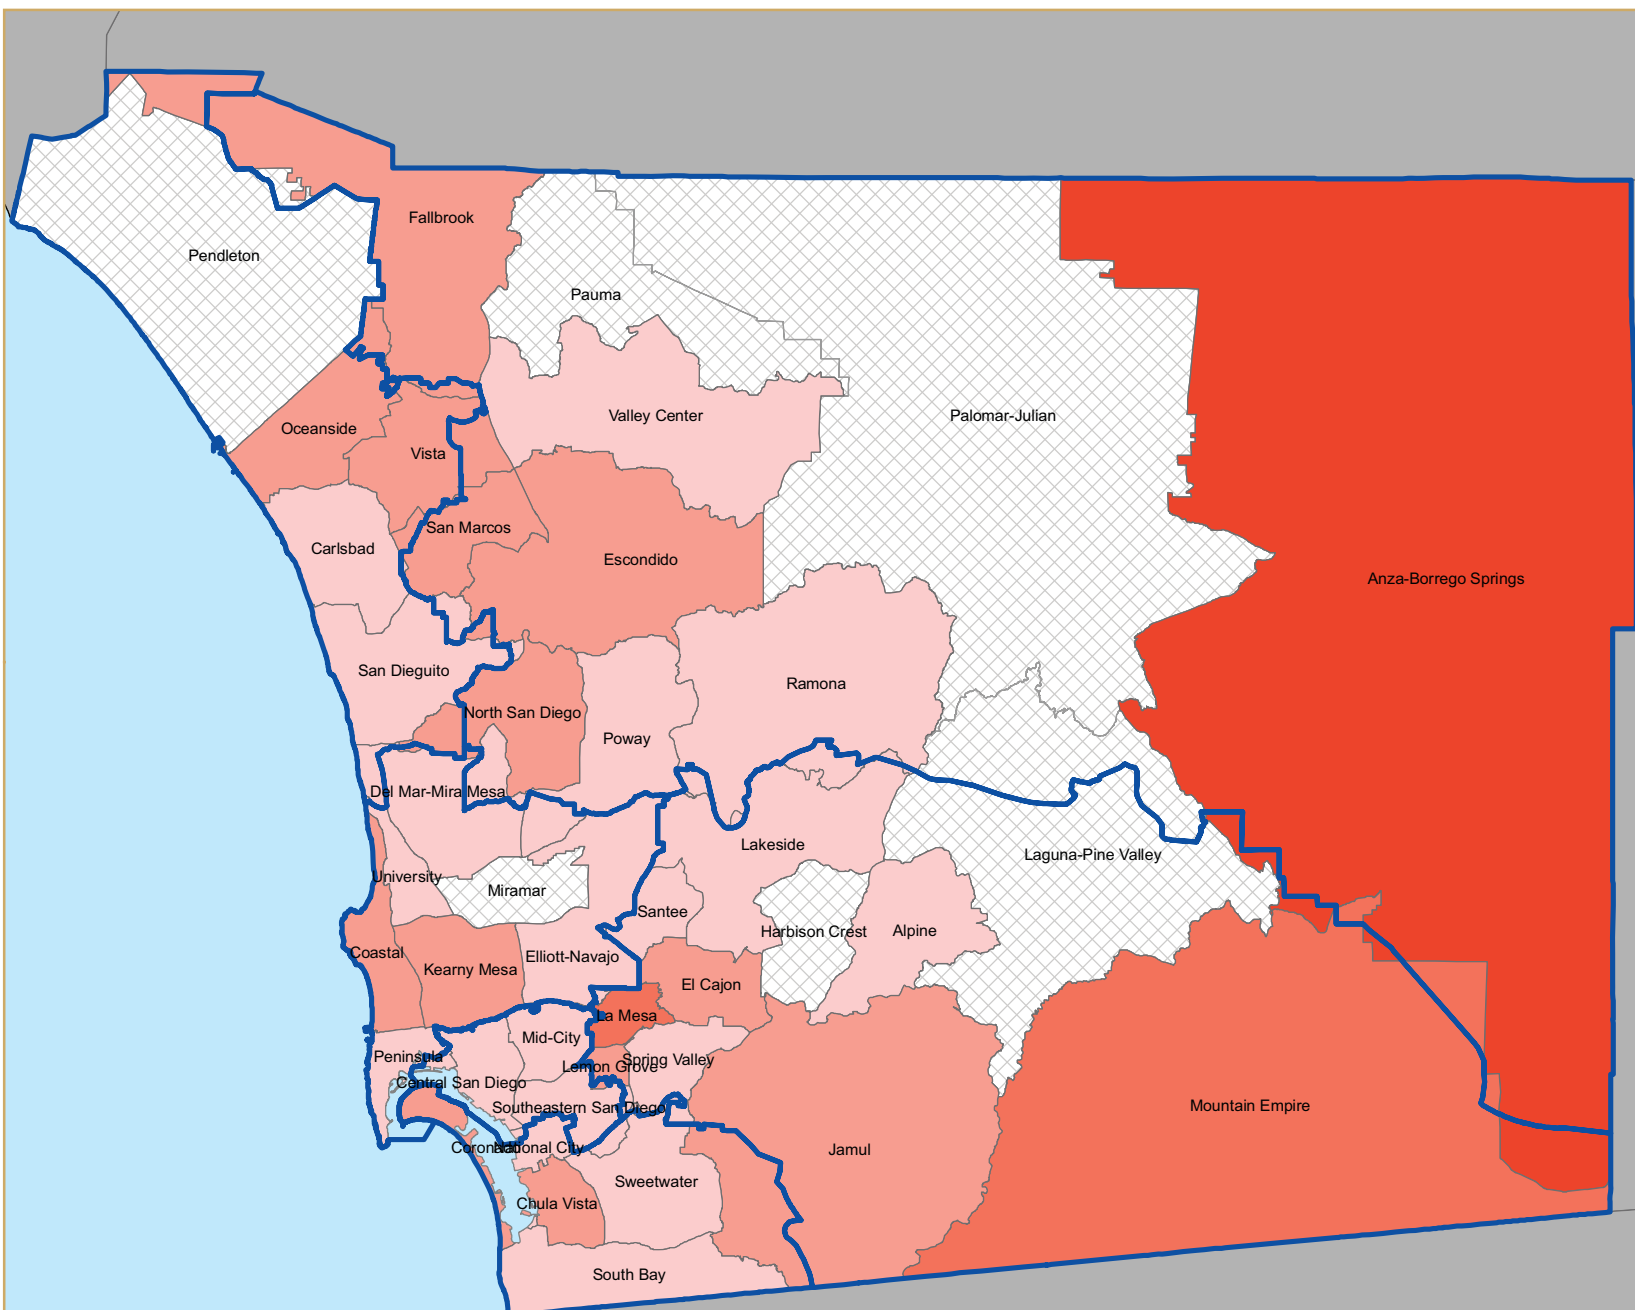 Fallbrook
Pendleton
Pauma
Valley Center
Palomar-Julian
Oceanside
Vista
San Marcos
Carlsbad
Escondido
Anza-Borrego Springs
San Dieguito
Ramona
North San Diego
Poway
Del Mar-Mira Mesa
Lakeside
Laguna-Pine Valley
University
Miramar
Santee
Harbison Crest
Alpine
Coastal
Elliott-Navajo
Kearny Mesa
El Cajon
La Mesa
Mid-City
Peninsula
Spring Valley
Lemon Grove
Central San Diego
Southeastern San Diego
Mountain Empire
Coronado
National City
Jamul
Sweetwater
Chula Vista
South Bay